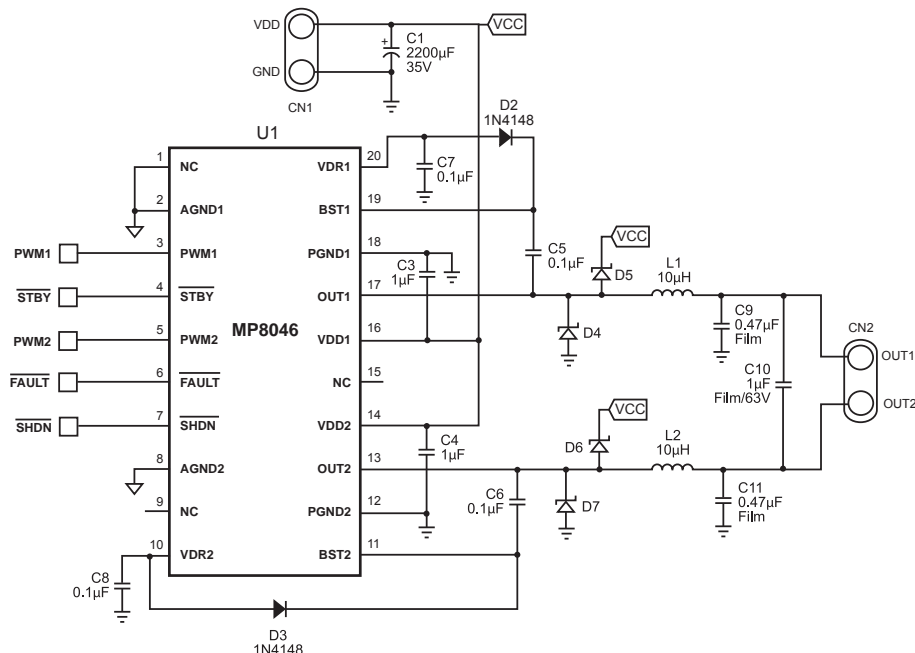 VDD
GND
CN1
C1
2200µF
35V
VCC
D2
1N4148
U1
MP8046
1
NC
2
AGND1
3
PWM1
PWM1
4
STBY
STBY
5
PWM2
PWM2
6
FAULT
FAULT
7
SHDN
SHDN
8
AGND2
9
NC
10
VDR2
20
VDR1
19
BST1
18
PGND1
17
OUT1
16
VDD1
15
NC
14
VDD2
13
OUT2
12
PGND2
11
BST2
C7
0.1µF
C3
1µF
C5
0.1µF
VCC
D5
D4
L1
10µH
C9
0.47µF
Film
C10
1µF
Film/63V
CN2
OUT1
OUT2
C4
1µF
C6
0.1µF
VCC
D6
D7
L2
10µH
C11
0.47µF
Film
C8
0.1µF
D3
1N4148